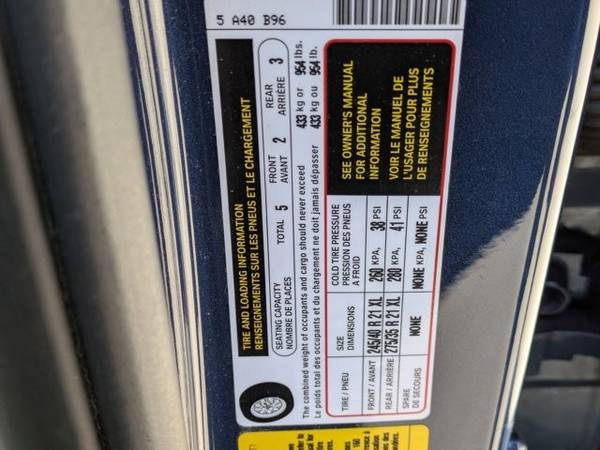 5 A40 B96
TIRE AND LOADING INFORMATION
RENSEIGNEMENTS SUR LES PNEUS ET LE CHARGEMENT
SEATING CAPACITY TOTAL 5 FRONT 2 REAR 3
NOMBRE DE PLACES AVANT ARRIÈRE
The combined weight of occupants and cargo should never exceed 433 kg or 954 lbs.
Le poids total des occupants et du chargement ne doit jamais dépasser 433 kg ou 954 lb.
TIRE / PNEU SIZE COLD TIRE PRESSURE
DIMENSIONS PRESSION DES PNEUS
A FROID
FRONT / AVANT 245/40 R 21 XL 260 KPA, 38 PSI
REAR / ARRIÈRE 275/35 R 21 XL 280 KPA, 41 PSI
SPARE NONE NONE KPA, NONE PSI
DE SECOURS
SEE OWNER'S MANUAL
FOR ADDITIONAL
INFORMATION
VOIR LE MANUEL DE
L'USAGER POUR PLUS
DE RENSEIGNEMENTS